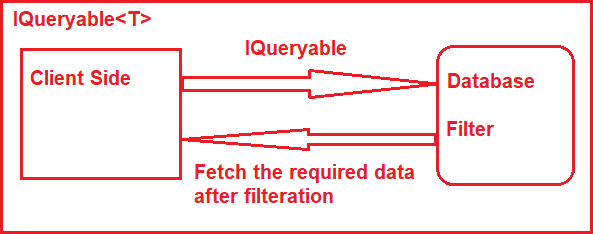 IQueryable<T>
IQueryable
Client Side
Database
Filter
Fetch the required data
after filteration